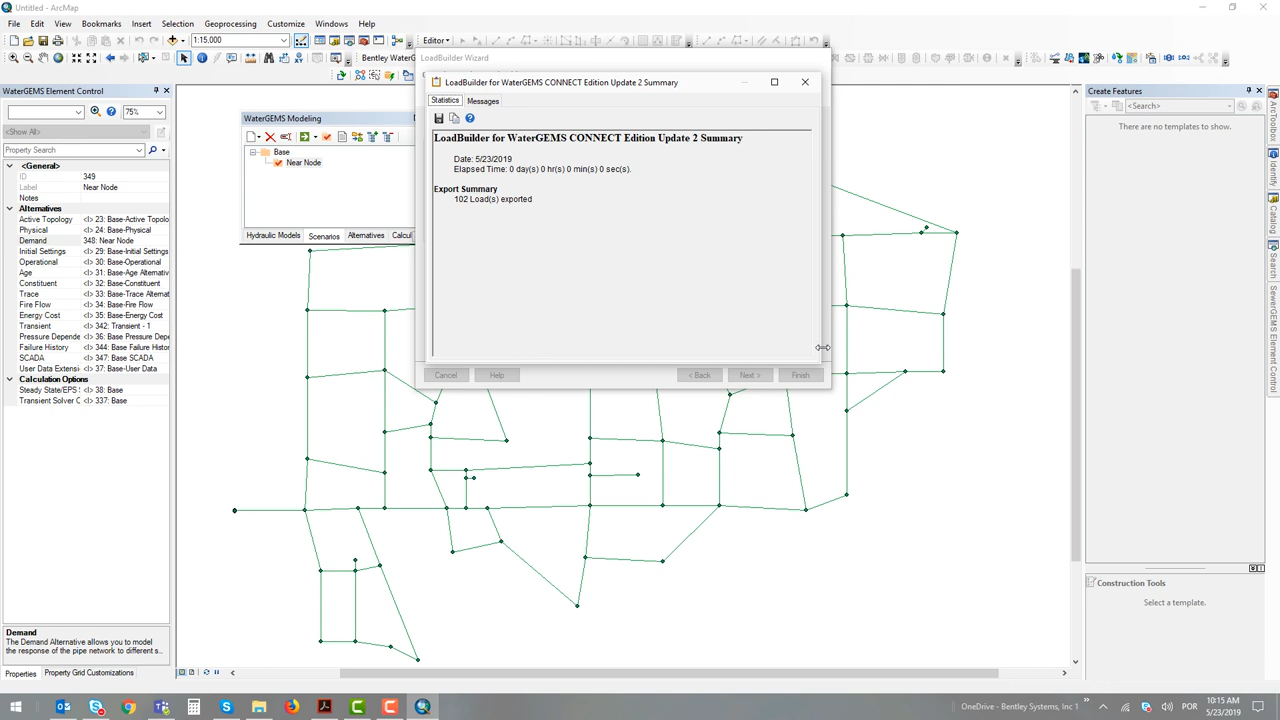 Untitled - ArcMap
File Edit View Bookmarks Insert Selection Geoprocessing Customize Windows Help
1:15.000
Editor
Bentley WaterG
WaterGEMS Element Control
75%
<Show All>
Property Search
<General>
ID 349
Label Near Node
Notes
Alternatives
Active Topology <I> 23: Base-Active Topolo
Physical <I> 24: Base-Physical
Demand 348: Near Node
Initial Settings <I> 29: Base-Initial Settings
Operational <I> 30: Base-Operational
Age <I> 31: Base-Age Alternati
Constituent <I> 32: Base-Constituent
Trace <I> 33: Base-Trace Alternat
Fire Flow <I> 34: Base-Fire Flow
Energy Cost <I> 35: Base-Energy Cost
Transient <I> 342: Transient - 1
Pressure Depende <I> 36: Base Pressure Depe
Failure History <I> 344: Base Failure Histo
SCADA <I> 347: Base SCADA
User Data Extensi <I> 37: Base-User Data
Calculation Options
Steady State/EPS <I> 38: Base
Transient Solver C <I> 337: Base
Demand
The Demand Alternative allows you to model
the response of the pipe network to different s...
Properties Property Grid Customizations
WaterGEMS Modeling
Base
Near Node
Hydraulic Models Scenarios Alternatives Calcul
LoadBuilder Wizard
LoadBuilder for WaterGEMS CONNECT Edition Update 2 Summary
Statistics Messages
LoadBuilder for WaterGEMS CONNECT Edition Update 2 Summary
Date: 5/23/2019
Elapsed Time: 0 day(s) 0 hr(s) 0 min(s) 0 sec(s).
Export Summary
102 Load(s) exported
Cancel Help < Back Next > Finish
Create Features
<Search>
There are no templates to show.
Construction Tools
Select a template.
ArcToolbox
Identify
Catalog
Search
SewerGEMS Element Control
OneDrive - Bentley Systems, Inc 1
POR
10:15 AM
5/23/2019